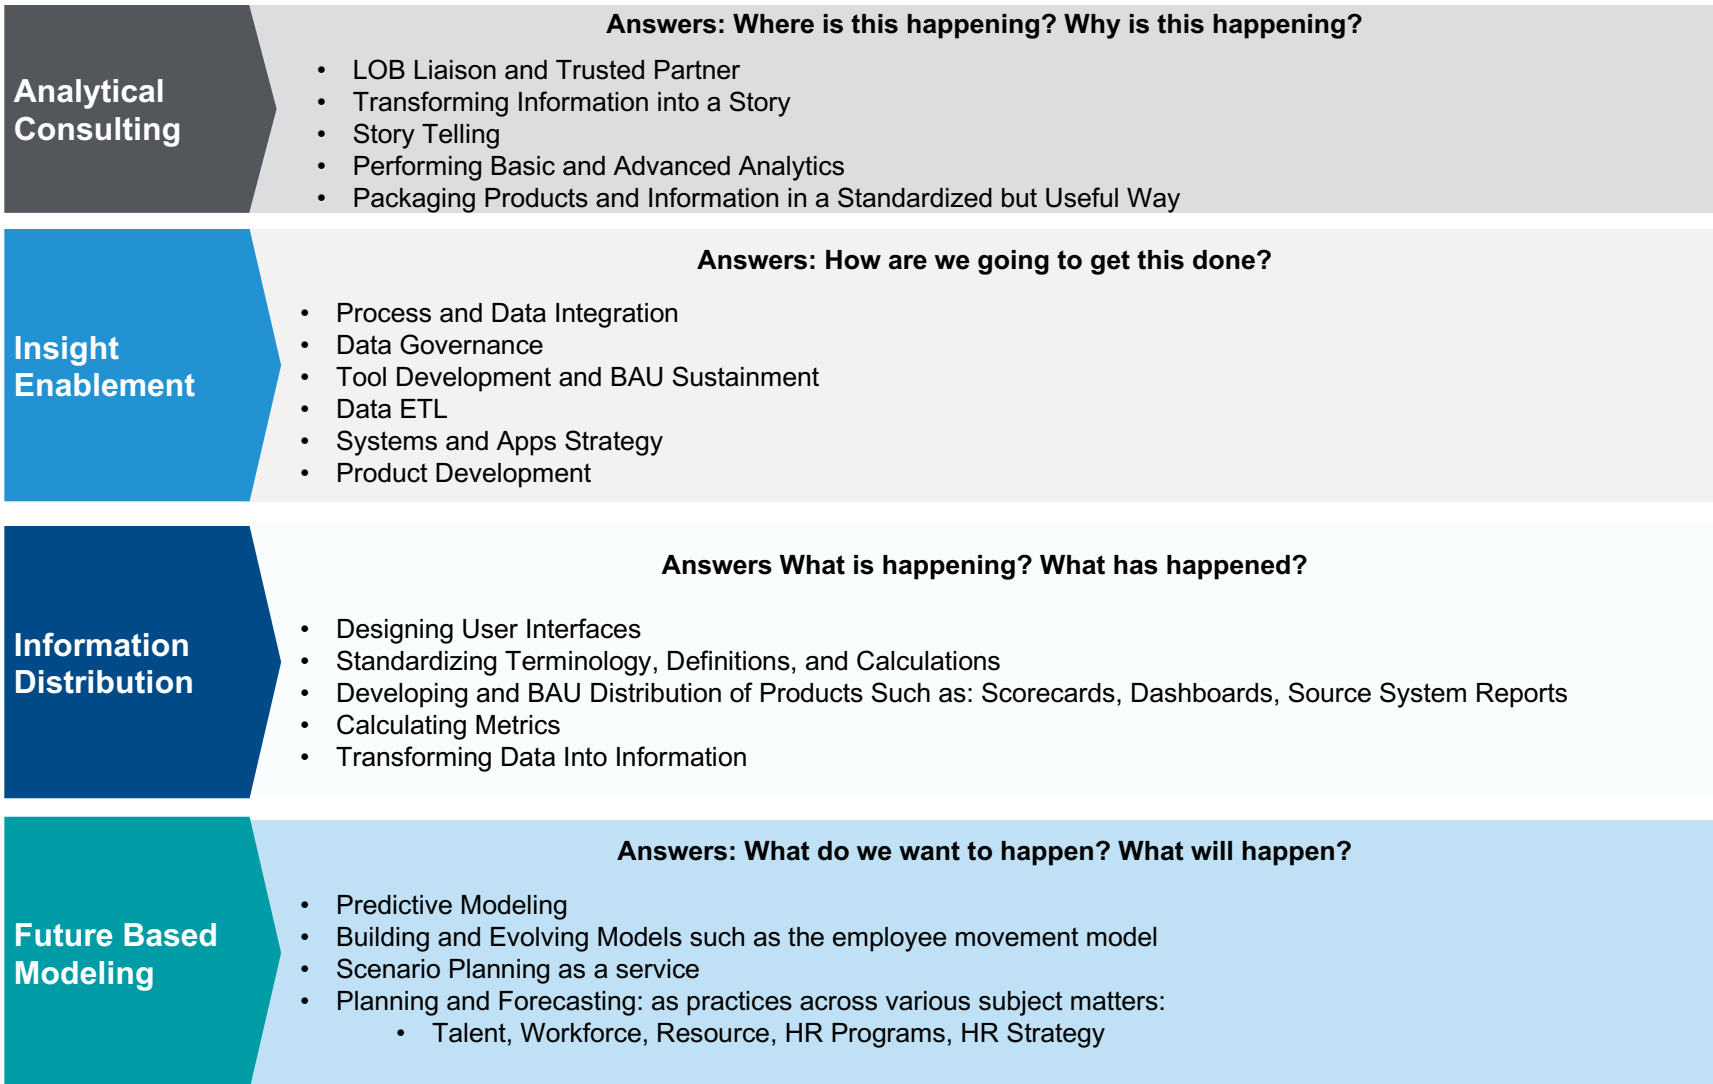 Analytical
Consulting
Answers: Where is this happening? Why is this happening?
• LOB Liaison and Trusted Partner
• Transforming Information into a Story
• Story Telling
• Performing Basic and Advanced Analytics
• Packaging Products and Information in a Standardized but Useful Way
Insight
Enablement
Answers: How are we going to get this done?
• Process and Data Integration
• Data Governance
• Tool Development and BAU Sustainment
• Data ETL
• Systems and Apps Strategy
• Product Development
Information
Distribution
Answers What is happening? What has happened?
• Designing User Interfaces
• Standardizing Terminology, Definitions, and Calculations
• Developing and BAU Distribution of Products Such as: Scorecards, Dashboards, Source System Reports
• Calculating Metrics
• Transforming Data Into Information
Future Based
Modeling
Answers: What do we want to happen? What will happen?
• Predictive Modeling
• Building and Evolving Models such as the employee movement model
• Scenario Planning as a service
• Planning and Forecasting: as practices across various subject matters:
• Talent, Workforce, Resource, HR Programs, HR Strategy